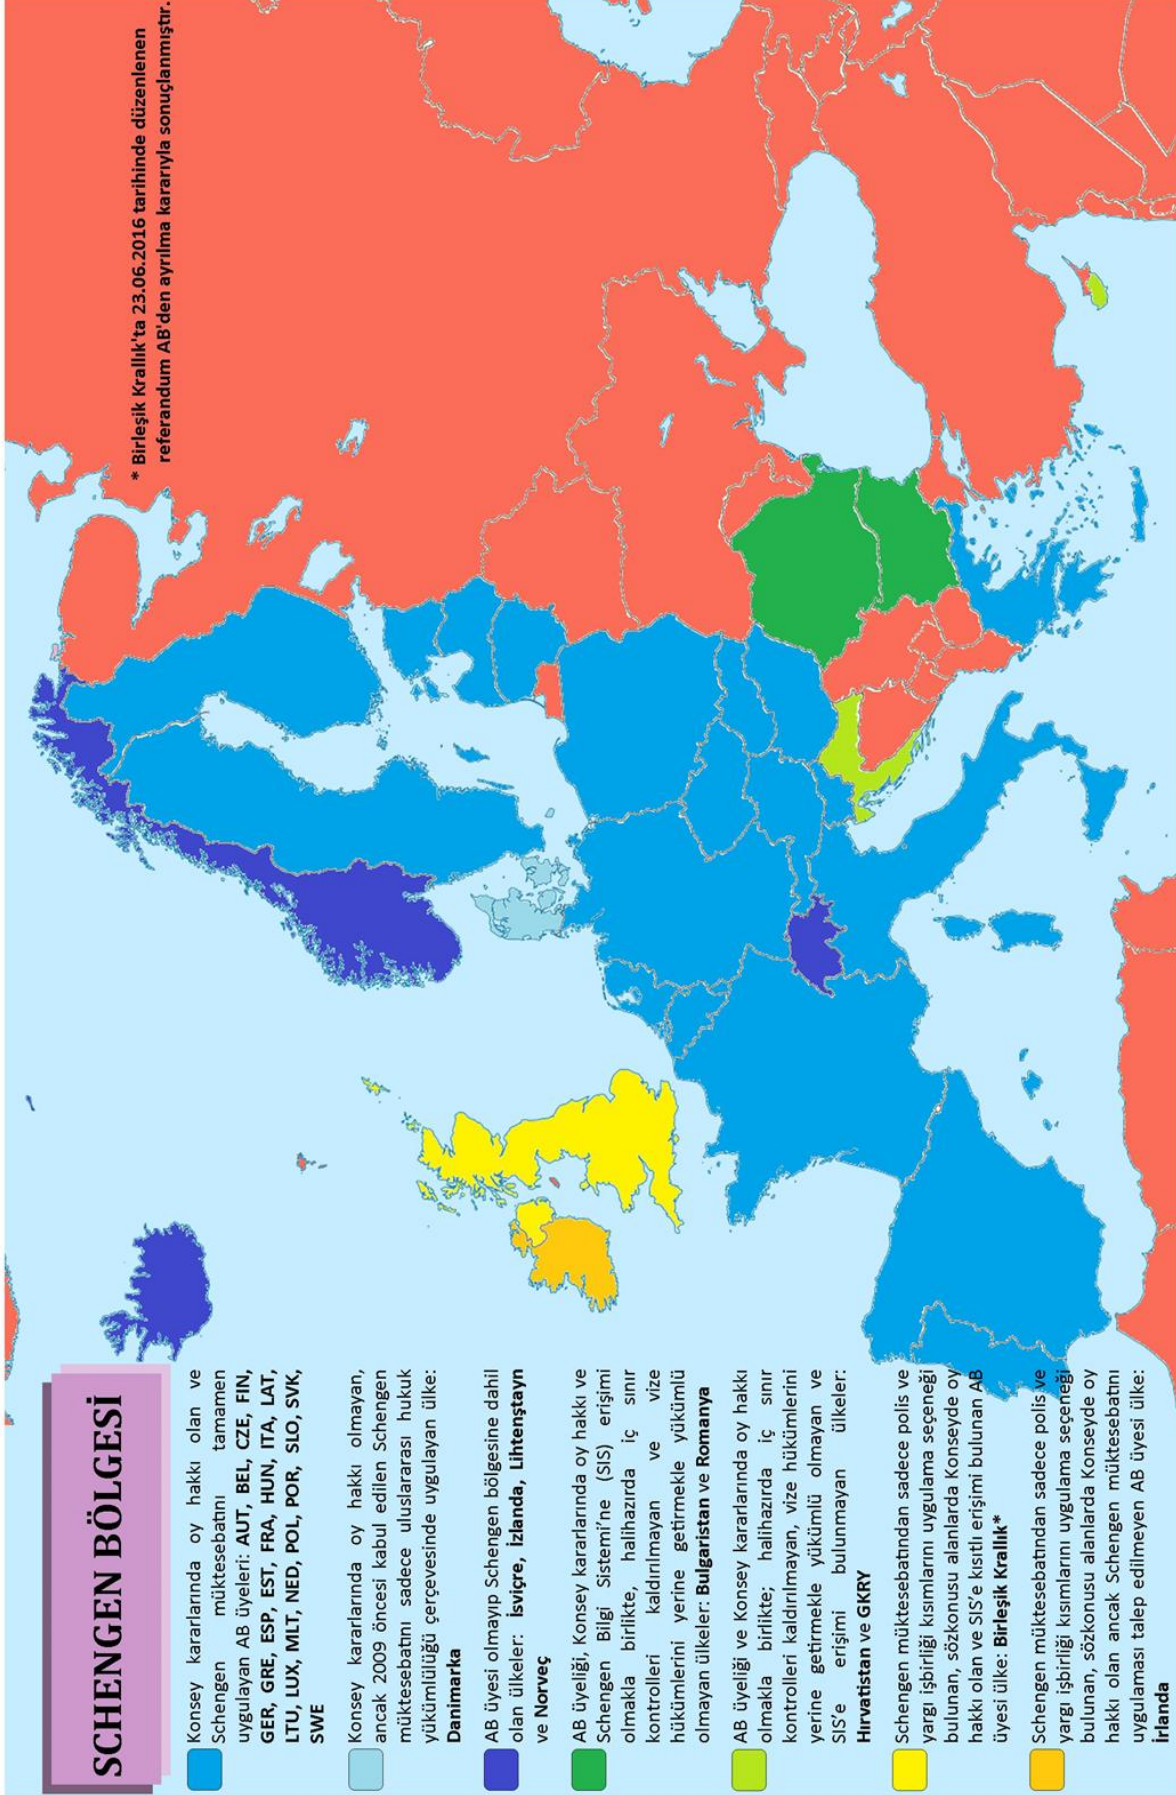 SCHENGEN BÖLGESİ
* Birleşik Krallık'ta 23.06.2016 tarihinde düzenlenen
referandum AB'den ayrılma kararıyla sonuçlanmıştır.
Konsey kararlarında oy hakkı olan ve
Schengen müktesebatını tamamen
uygulayan AB üyeleri: AUT, BEL, CZE, FIN,
GER, GRE, ESP, EST, FRA, HUN, ITA, LAT,
LTU, LUX, MLT, NED, POL, POR, SLO, SVK,
SWE
Konsey kararlarında oy hakkı olmayan,
ancak 2009 öncesi kabul edilen Schengen
müktesebatını sadece uluslararası hukuk
yükümlülüğü çerçevesinde uygulayan ülke:
Danimarka
AB üyesi olmayıp Schengen bölgesine dahil
olan ülkeler: İsviçre, İzlanda, Lihtenştayn
ve Norveç
AB üyeliği, Konsey kararlarında oy hakkı ve
Schengen Bilgi Sistemi'ne (SIS) erişimi
olmakla birlikte, halihazırda iç sınır
kontrolleri kaldırılmayan ve vize
hükümlerini yerine getirmekle yükümlü
olmayan ülkeler: Bulgaristan ve Romanya
AB üyeliği ve Konsey kararlarında oy hakkı
olmakla birlikte; halihazırda iç sınır
kontrolleri kaldırılmayan, vize hükümlerini
yerine getirmekle yükümlü olmayan ve
SIS'e erişimi bulunmayan ülkeler:
Hırvatistan ve GKRY
Schengen müktesebatından sadece polis ve
yargı işbirliği kısımlarını uygulama seçeneği
bulunan, sözkonusu alanlarda Konseyde oy
hakkı olan ve SIS'e kısıtlı erişimi bulunan AB
üyesi ülke: Birleşik Krallık*
Schengen müktesebatından sadece polis ve
yargı işbirliği kısımlarını uygulama seçeneği
bulunan, sözkonusu alanlarda Konseyde oy
hakkı olan ancak Schengen müktesebatını
uygulaması talep edilmeyen AB üyesi ülke:
İrlanda